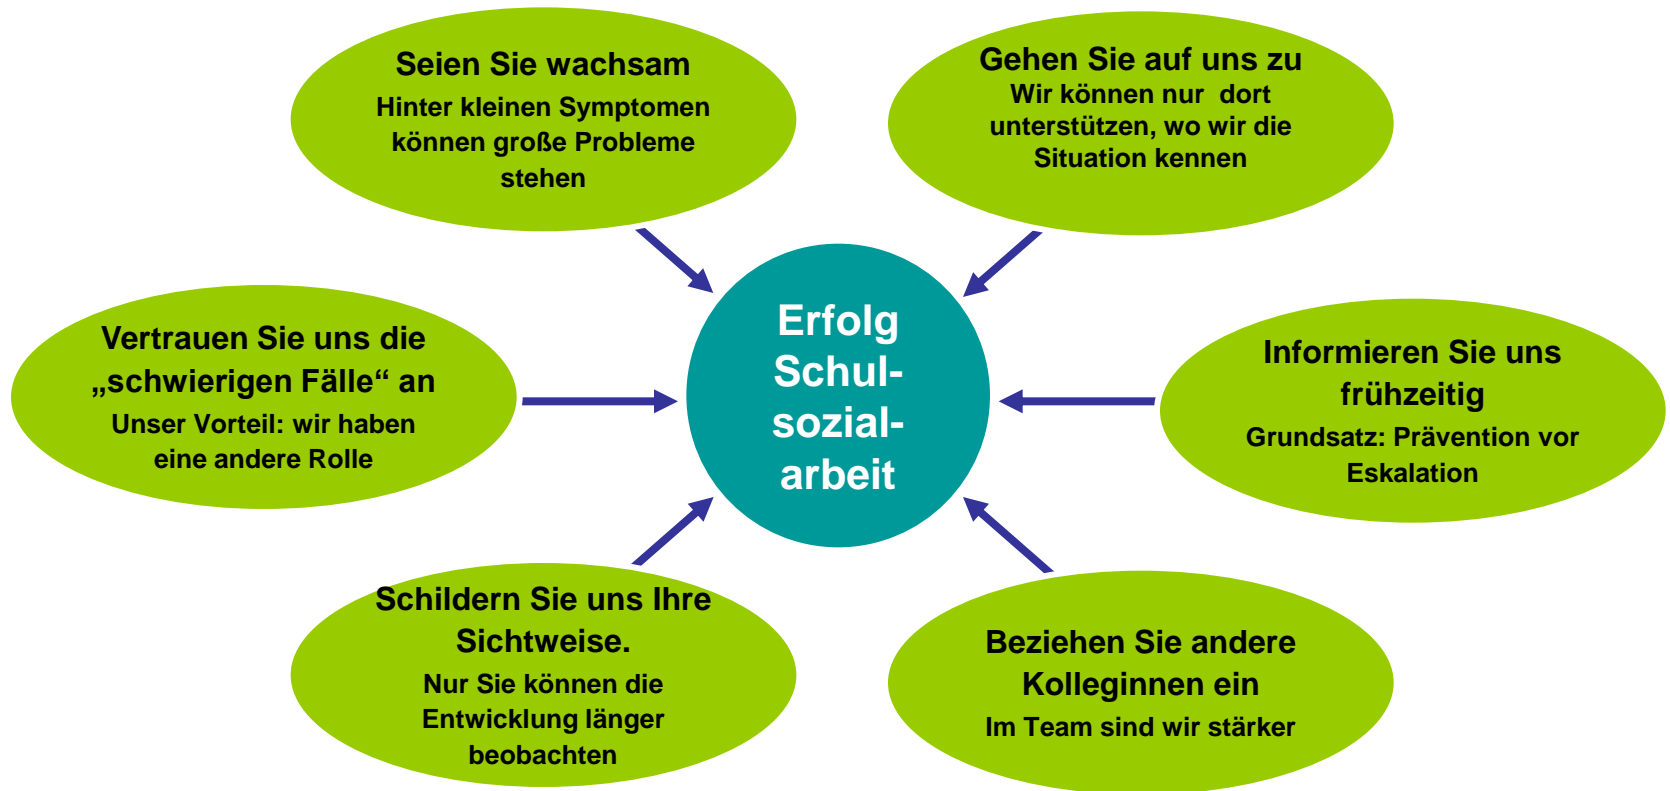 Seien Sie wachsam
Hinter kleinen Symptomen
können große Probleme
stehen
Gehen Sie auf uns zu
Wir können nur  dort
unterstützen, wo wir die
Situation kennen
Vertrauen Sie uns die
„schwierigen Fälle“ an
Unser Vorteil: wir haben
eine andere Rolle
Erfolg
Schul-
sozial-
arbeit
Informieren Sie uns
frühzeitig
Grundsatz: Prävention vor
Eskalation
Schildern Sie uns Ihre
Sichtweise.
Nur Sie können die
Entwicklung länger
beobachten
Beziehen Sie andere
Kolleginnen ein
Im Team sind wir stärker